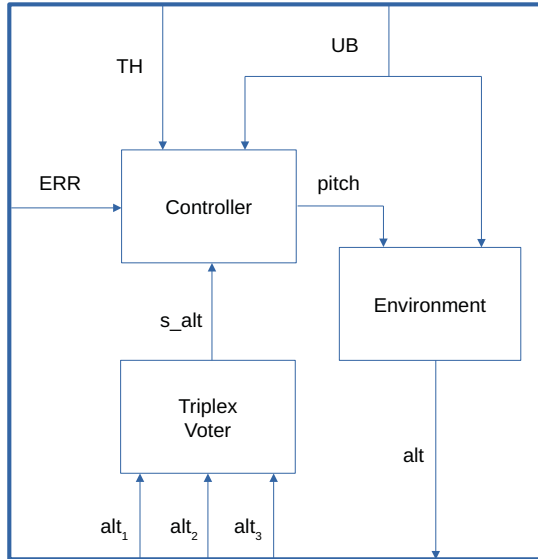 UB
TH
ERR
Controller
pitch
Environment
s_alt
Triplex
Voter
alt
alt₁
alt₂
alt₃